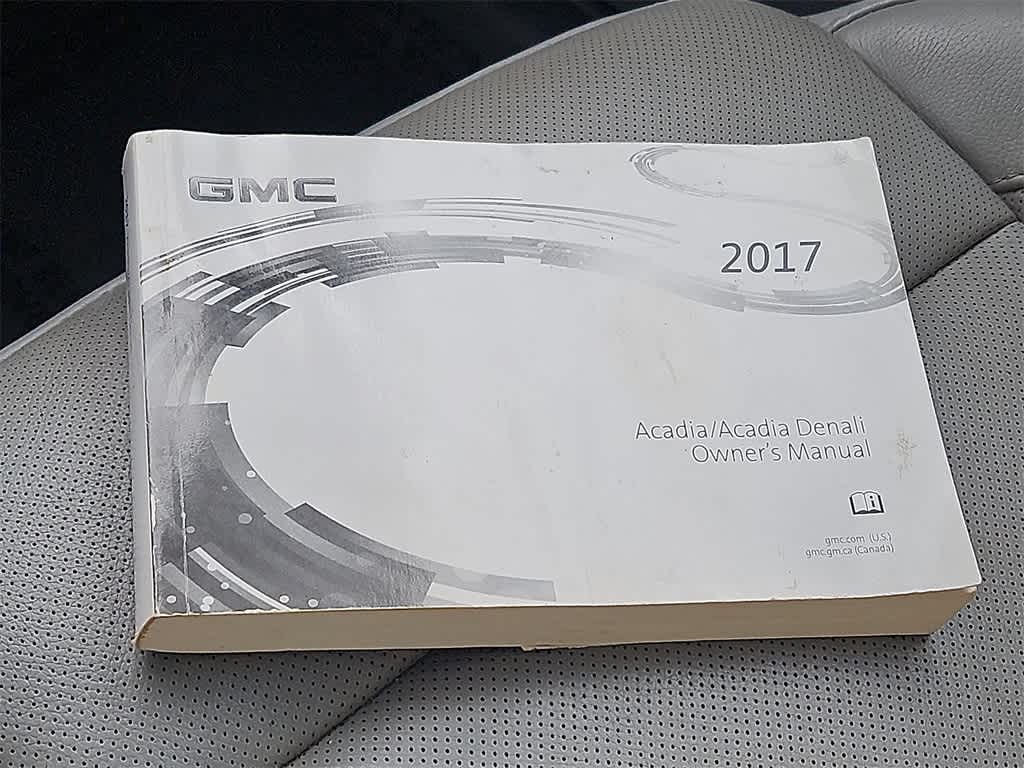 GMC
2017
Acadia/Acadia Denali
Owner's Manual
gmc.com (U.S.)
gmc.gm.ca (Canada)